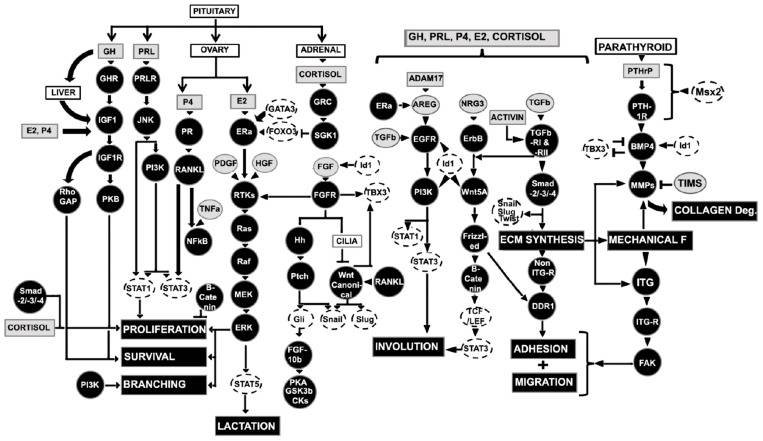 PITUITARY
GH
PRL
OVARY
ADRENAL
GH, PRL, P4, E2, CORTISOL
PARATHYROID
GHR
PRLR
CORTISOL
ADAM17
PTHrP
LIVER
P4
E2
GATA3
GRC
ERa
AREG
NRG3
TGFb
Msx2
IGF1
JNK
PR
ERa
FOXO3
SGK1
ACTIVIN
PTH-
1R
E2, P4
TGFb
EGFR
ErbB
TGFb
-RI &
-RII
TBX3
BMP4
Id1
IGF1R
PI3K
RANKL
PDGF
HGF
FGF
Id1
Id1
Rho
GAP
PKB
RTKs
FGFR
TBX3
PI3K
Wnt5A
Smad
-2/-3/-4
MMPs
TIMS
TNFa
Snail
Slug
Twist
COLLAGEN Deg.
NFkB
Ras
Hh
CILIA
STAT1
Frizzl-
ed
ECM SYNTHESIS
MECHANICAL F
Raf
Ptch
Wnt
Canoni-
cal
RANKL
STAT3
Non
ITG-R
STAT1
STAT3
B-
Cate
nin
MEK
B-
Cate
nin
ITG
Smad
-2/-3/-4
Gli
Snail
Slug
TCF
/LEF
DDR1
CORTISOL
PROLIFERATION
ERK
ITG-R
SURVIVAL
FGF-
10b
INVOLUTION
STAT3
ADHESION
+
MIGRATION
FAK
PI3K
BRANCHING
STAT5
PKA
GSK3b
CKs
LACTATION